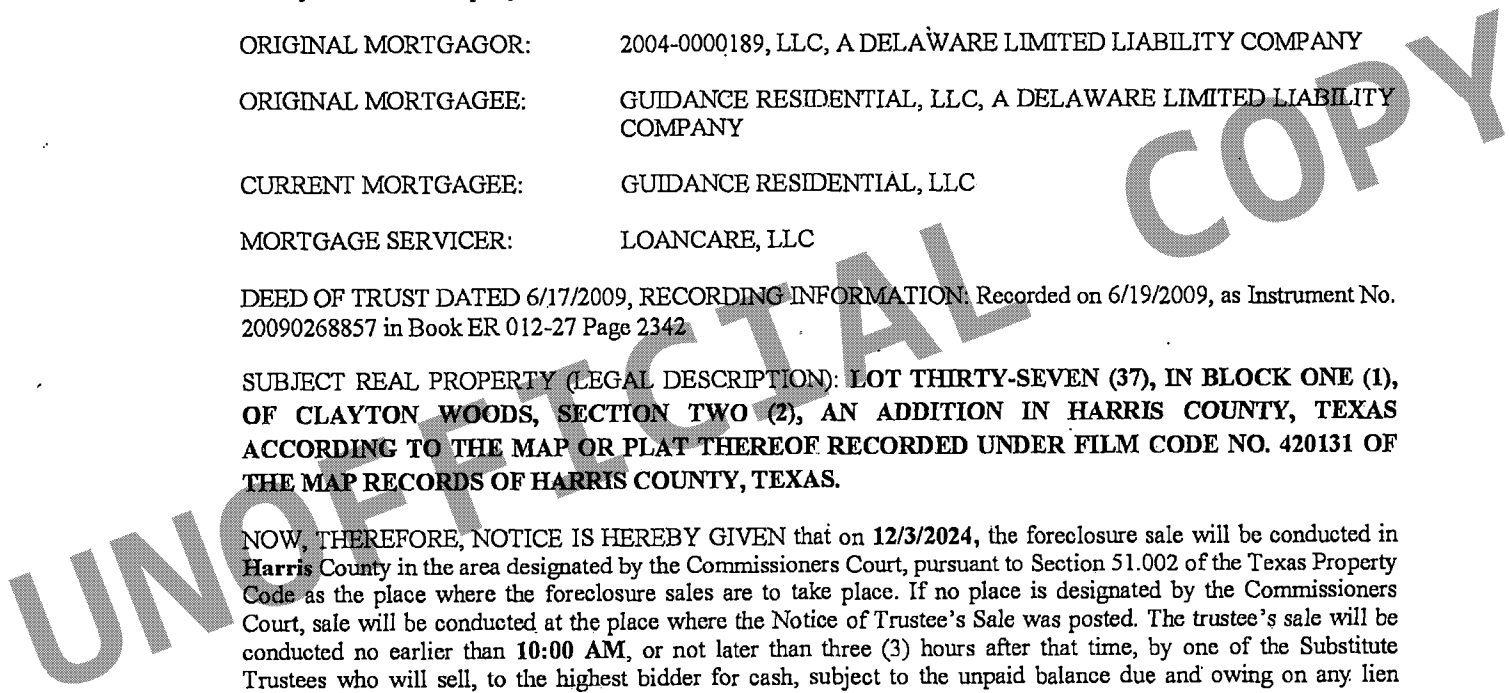 ORIGINAL MORTGAGOR: 2004-0000189, LLC, A DELAWARE LIMITED LIABILITY COMPANY
ORIGINAL MORTGAGEE: GUIDANCE RESIDENTIAL, LLC, A DELAWARE LIMITED LIABILITY
COMPANY
CURRENT MORTGAGEE: GUIDANCE RESIDENTIAL, LLC
MORTGAGE SERVICER: LOANCARE, LLC
DEED OF TRUST DATED 6/17/2009, RECORDING INFORMATION: Recorded on 6/19/2009, as Instrument No.
20090268857 in Book ER 012-27 Page 2342
SUBJECT REAL PROPERTY (LEGAL DESCRIPTION): LOT THIRTY-SEVEN (37), IN BLOCK ONE (1),
OF CLAYTON WOODS, SECTION TWO (2), AN ADDITION IN HARRIS COUNTY, TEXAS
ACCORDING TO THE MAP OR PLAT THEREOF RECORDED UNDER FILM CODE NO. 420131 OF
THE MAP RECORDS OF HARRIS COUNTY, TEXAS.
NOW, THEREFORE, NOTICE IS HEREBY GIVEN that on 12/3/2024, the foreclosure sale will be conducted in
Harris County in the area designated by the Commissioners Court, pursuant to Section 51.002 of the Texas Property
Code as the place where the foreclosure sales are to take place. If no place is designated by the Commissioners
Court, sale will be conducted at the place where the Notice of Trustee's Sale was posted. The trustee's sale will be
conducted no earlier than 10:00 AM, or not later than three (3) hours after that time, by one of the Substitute
Trustees who will sell, to the highest bidder for cash, subject to the unpaid balance due and owing on any lien
UNOFFICIAL COPY